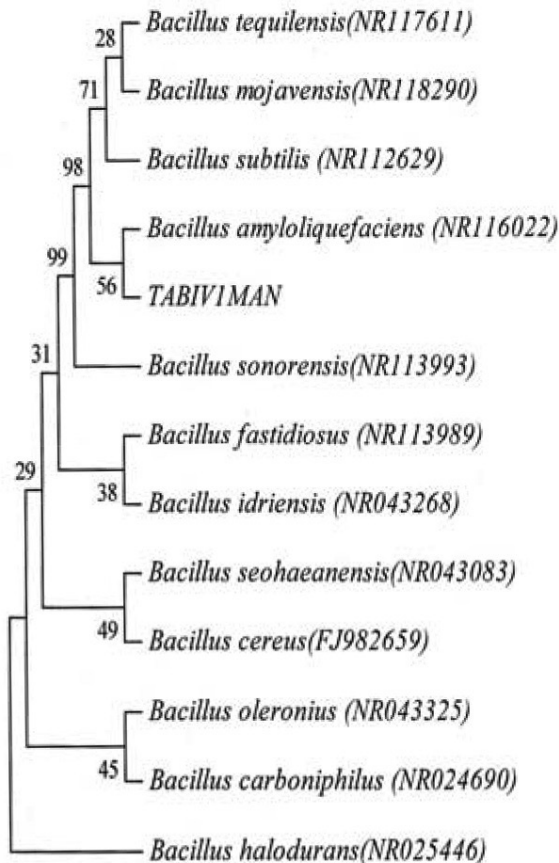 28
Bacillus tequilensis(NR117611)
71
Bacillus mojavensis(NR118290)
Bacillus subtilis (NR112629)
98
Bacillus amyloliquefaciens (NR116022)
99
56
TABIV1MAN
31
Bacillus sonorensis(NR113993)
Bacillus fastidiosus (NR113989)
29
38
Bacillus idriensis (NR043268)
Bacillus seohaeanensis(NR043083)
49
Bacillus cereus(FJ982659)
Bacillus oleronius (NR043325)
45
Bacillus carboniphilus (NR024690)
Bacillus halodurans(NR025446)